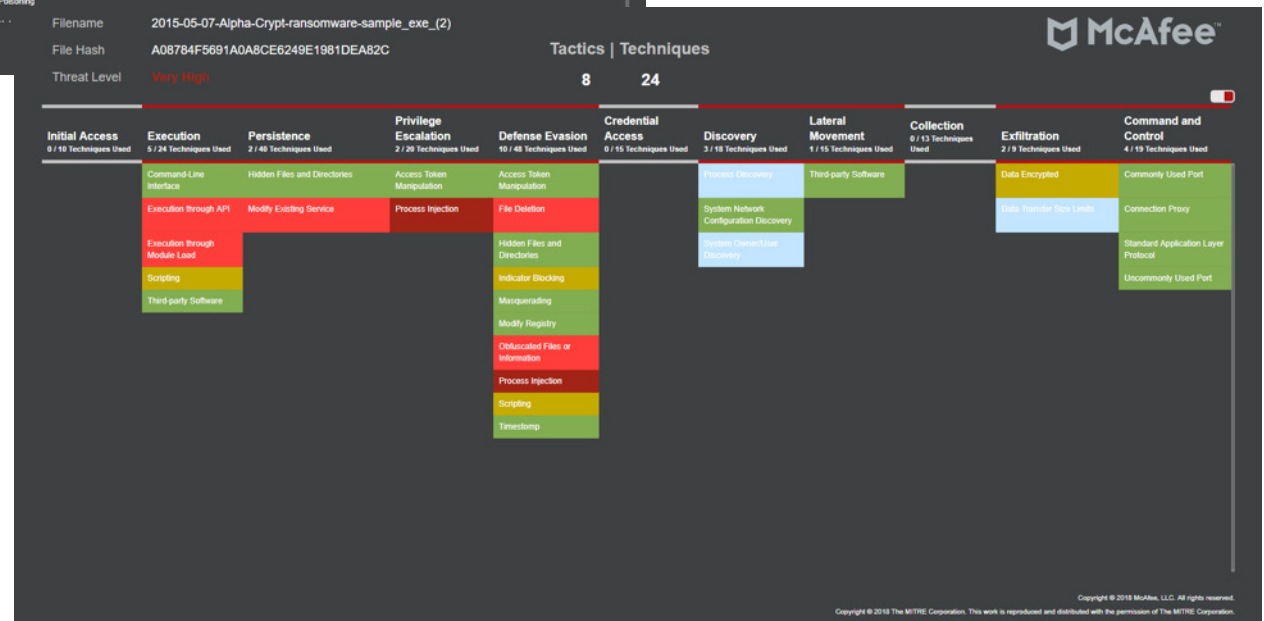 Poisoning
Filename 2015-05-07-Alpha-Crypt-ransomware-sample_exe_(2)
File Hash A08784F5691A0A8CE6249E1981DEA82C
Threat Level Very High
Tactics | Techniques
8 24
McAfee™
Initial Access
0 / 10 Techniques Used
Execution
5 / 24 Techniques Used
Persistence
2 / 40 Techniques Used
Privilege
Escalation
2 / 20 Techniques Used
Defense Evasion
10 / 48 Techniques Used
Credential
Access
0 / 15 Techniques Used
Discovery
3 / 18 Techniques Used
Lateral
Movement
1 / 15 Techniques Used
Collection
0 / 13 Techniques
Used
Exfiltration
2 / 9 Techniques Used
Command and
Control
4 / 19 Techniques Used
Command-Line
Interface
Execution through API
Execution through
Module Load
Scripting
Third-party Software
Hidden Files and Directories
Modify Existing Service
Access Token
Manipulation
Process Injection
Access Token
Manipulation
File Deletion
Hidden Files and
Directories
Indicator Blocking
Masquerading
Modify Registry
Obfuscated Files or
Information
Process Injection
Scripting
Timestomp
Process Discovery
System Network
Configuration Discovery
System Owner/User
Discovery
Third-party Software
Data Encrypted
Data Transfer Size Limits
Commonly Used Port
Connection Proxy
Standard Application Layer
Protocol
Uncommonly Used Port
Copyright © 2018 McAfee, LLC. All rights reserved.
Copyright © 2018 The MITRE Corporation. This work is reproduced and distributed with the permission of The MITRE Corporation.